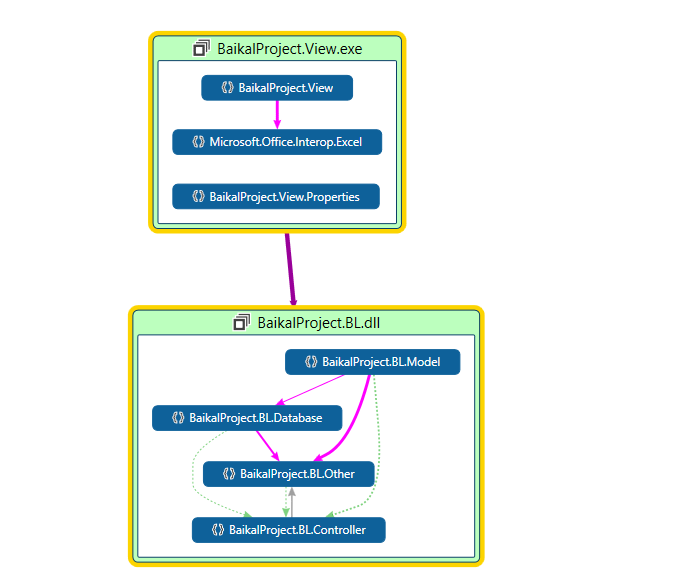 BaikalProject.View.exe
BaikalProject.View
Microsoft.Office.Interop.Excel
BaikalProject.View.Properties
BaikalProject.BL.dll
BaikalProject.BL.Model
BaikalProject.BL.Database
BaikalProject.BL.Other
BaikalProject.BL.Controller